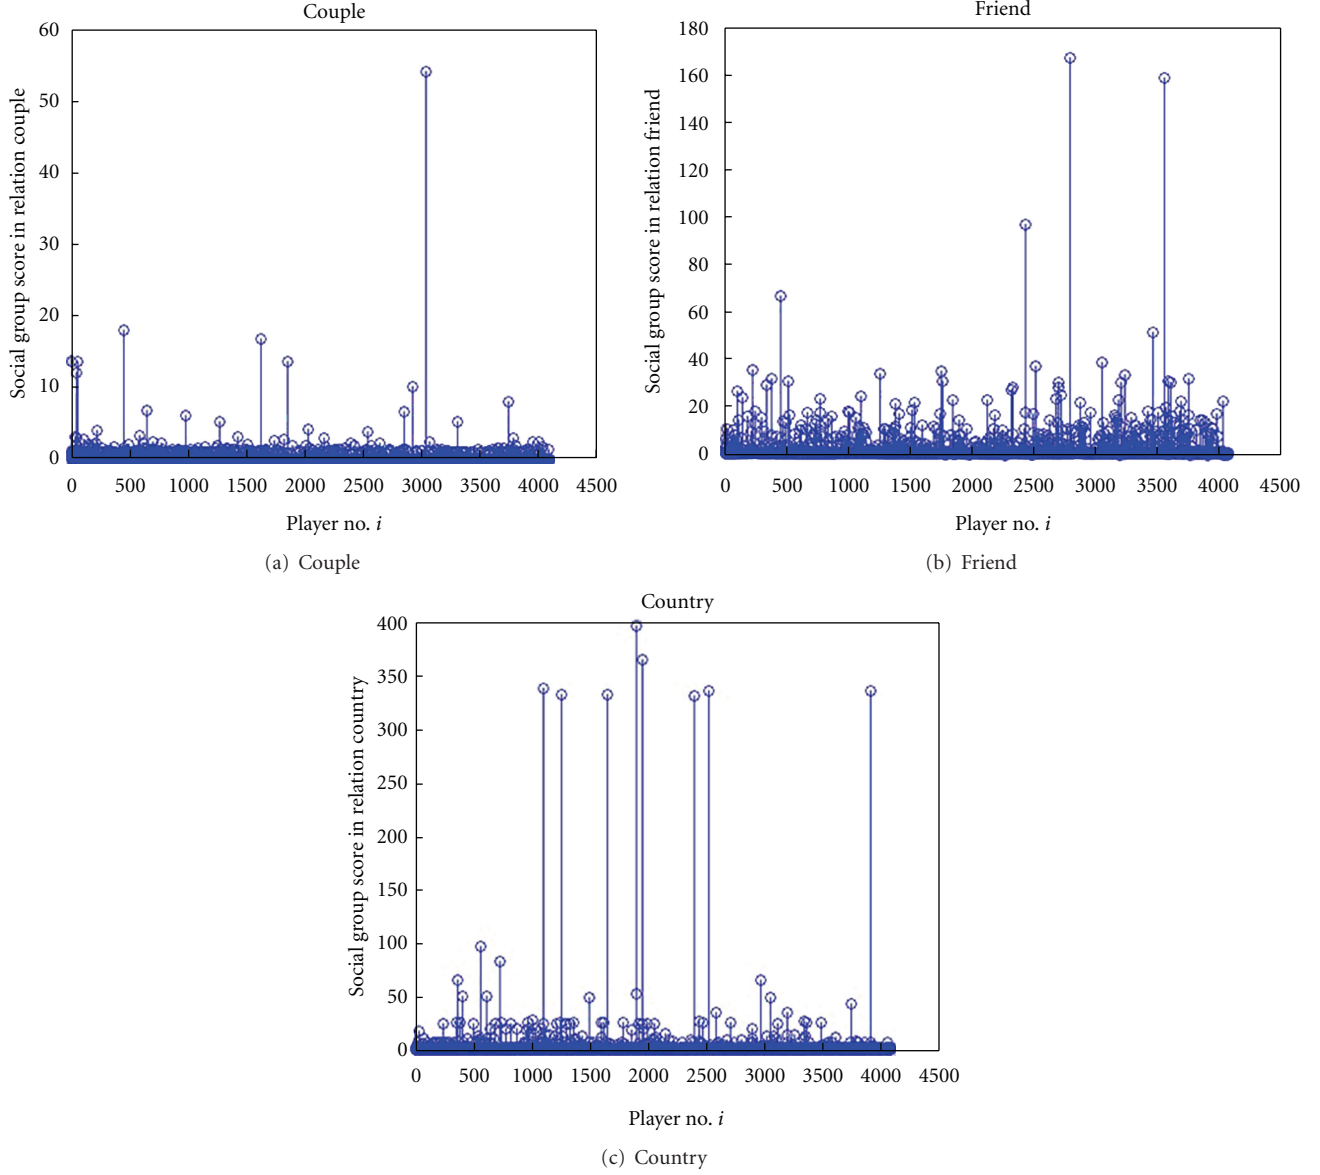 Couple
Social group score in relation couple
60
50
40
30
20
10
0
0 500 1000 1500 2000 2500 3000 3500 4000 4500
Player no. i
(a) Couple
Friend
Social group score in relation friend
180
160
140
120
100
80
60
40
20
0
0 500 1000 1500 2000 2500 3000 3500 4000 4500
Player no. i
(b) Friend
Country
Social group score in relation country
400
350
300
250
200
150
100
50
0
0 500 1000 1500 2000 2500 3000 3500 4000 4500
Player no. i
(c) Country